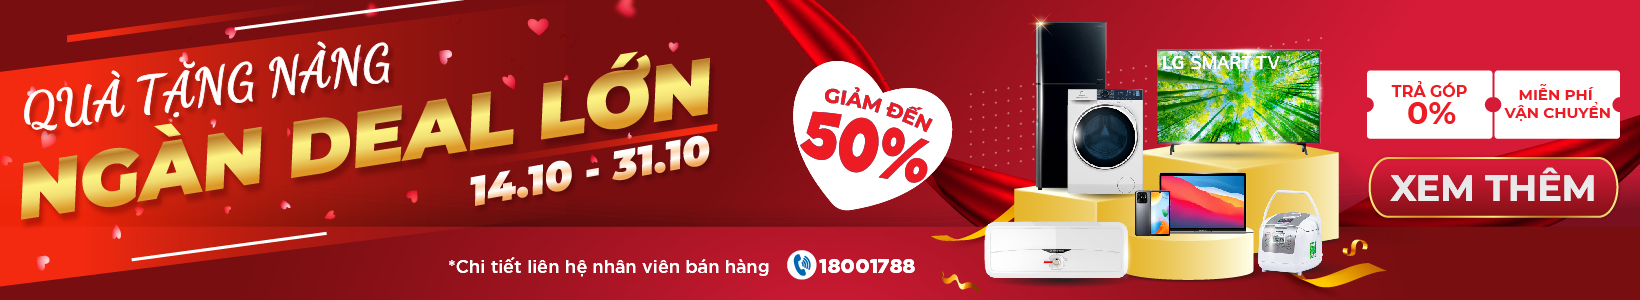 QUÀ TẶNG NÀNG
NGÀN DEAL LỚN
14.10 - 31.10
GIẢM ĐẾN
50%
*Chi tiết liên hệ nhân viên bán hàng
18001788
LG SMART TV
TRẢ GÓP
0%
MIỄN PHÍ
VẬN CHUYỂN
XEM THÊM